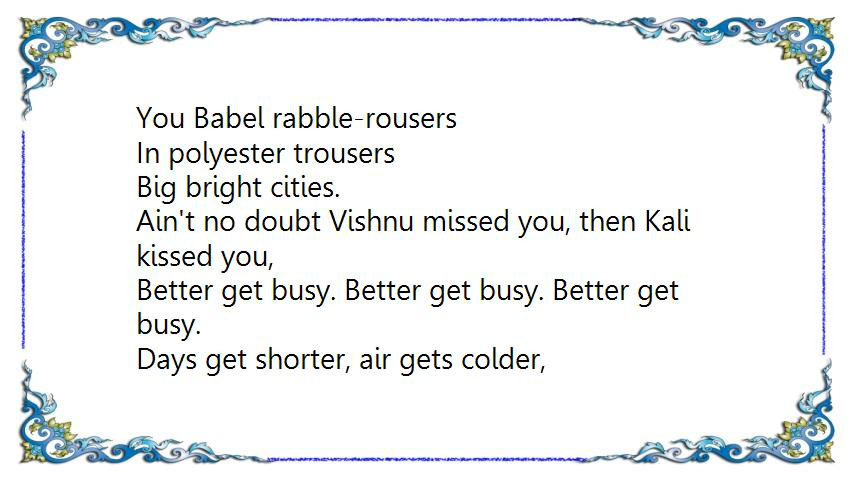 You Babel rabble-rousers
In polyester trousers
Big bright cities.
Ain't no doubt Vishnu missed you, then Kali
kissed you,
Better get busy. Better get busy. Better get
busy.
Days get shorter, air gets colder,